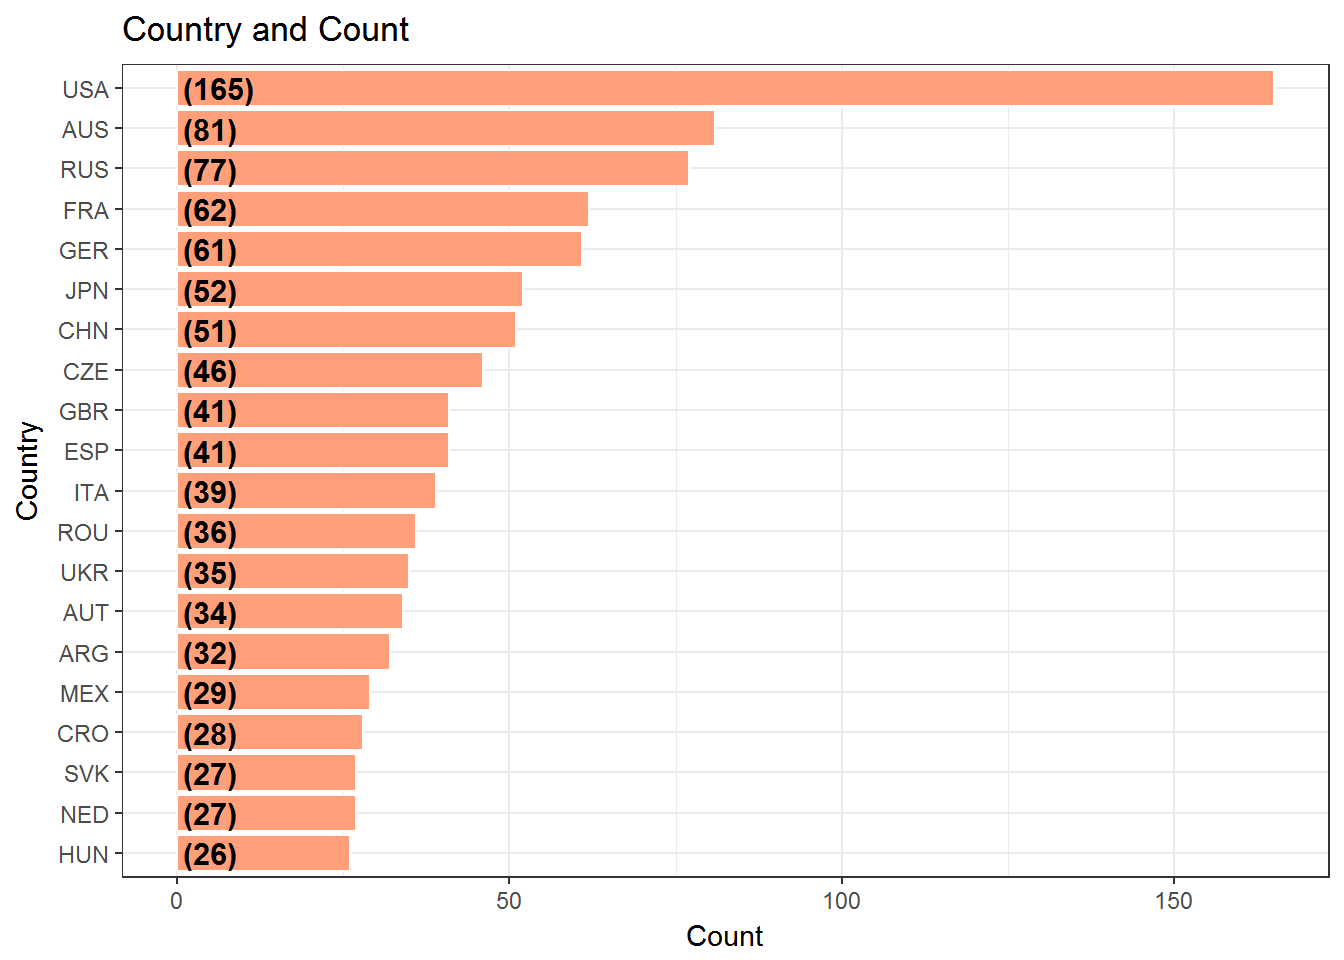 Country and Count
USA (165)
AUS (81)
RUS (77)
FRA (62)
GER (61)
JPN (52)
CHN (51)
CZE (46)
GBR (41)
ESP (41)
ITA (39)
ROU (36)
UKR (35)
AUT (34)
ARG (32)
MEX (29)
CRO (28)
SVK (27)
NED (27)
HUN (26)
Country
0 50 100 150
Count